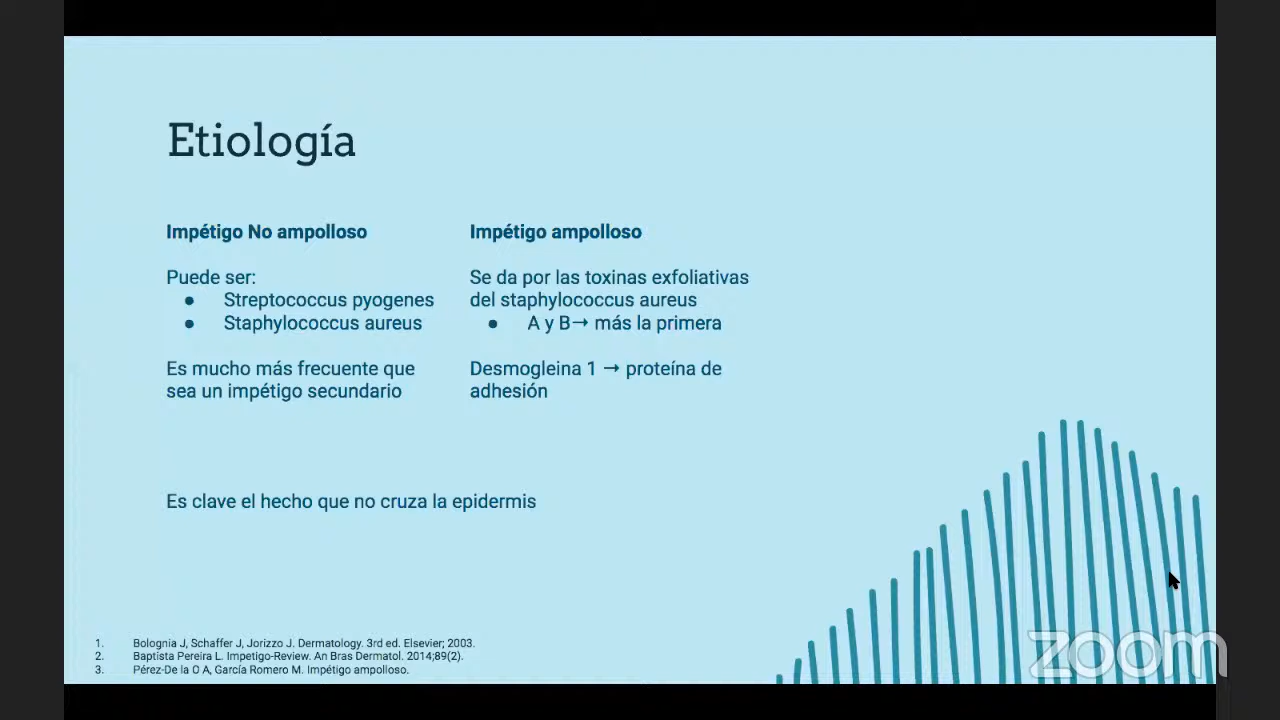 Etiología
Impétigo No ampolloso
Puede ser:
● Streptococcus pyogenes
● Staphylococcus aureus
Es mucho más frecuente que
sea un impétigo secundario
Impétigo ampolloso
Se da por las toxinas exfoliativas
del staphylococcus aureus
● A y B→ más la primera
Desmogleina 1 → proteína de
adhesión
Es clave el hecho que no cruza la epidermis
1. Bolognia J, Schaffer J, Jorizzo J. Dermatology. 3rd ed. Elsevier; 2003.
2. Baptista Pereira L. Impetigo-Review. An Bras Dermatol. 2014;89(2).
3. Pérez-De la O A, García Romero M. Impétigo ampolloso.
zoom